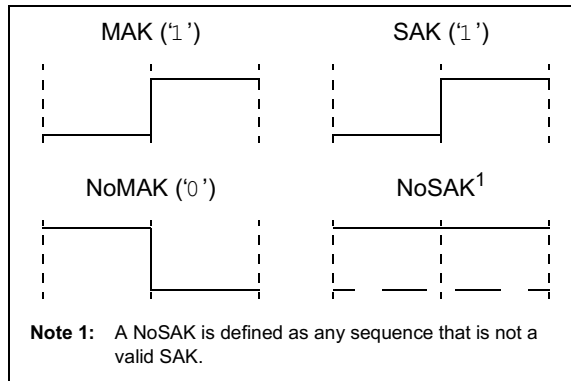 MAK (‘1’) SAK (‘1’)
NoMAK (‘0’) NoSAK1
Note 1: A NoSAK is defined as any sequence that is not a
valid SAK.